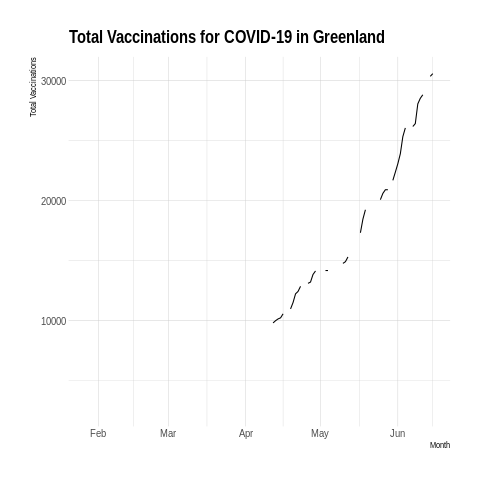 Total Vaccinations for COVID-19 in Greenland
Total Vaccinations
30000
20000
10000
Feb Mar Apr May Jun
Month